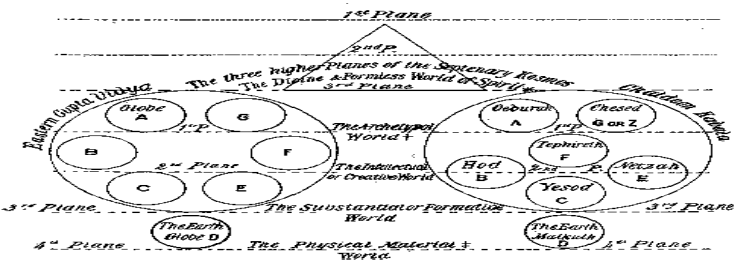 1st Plane
2nd P.
The three higher Planes of the Septenary Kosmos
The Divine & Formless World of Spirit *
3rd Plane
Eastern Gupta Vidya
Chaldean Kabala
Globe
A
G
Geburah
A
Chesed
G OR Z
1st P.
The Archetypal
World †
1st P.
B
F
Tephireth
F
2nd Plane
The Intellectual
or Creative World
Hod
B
2nd P.
Netzah
E
C
E
Yesod
C
3rd Plane
The Substantial or Formative
World
3rd Plane
The Earth
Globe D
The Earth
Malkuth
D
4th Plane
The Physical Material ‡
World
4th Plane